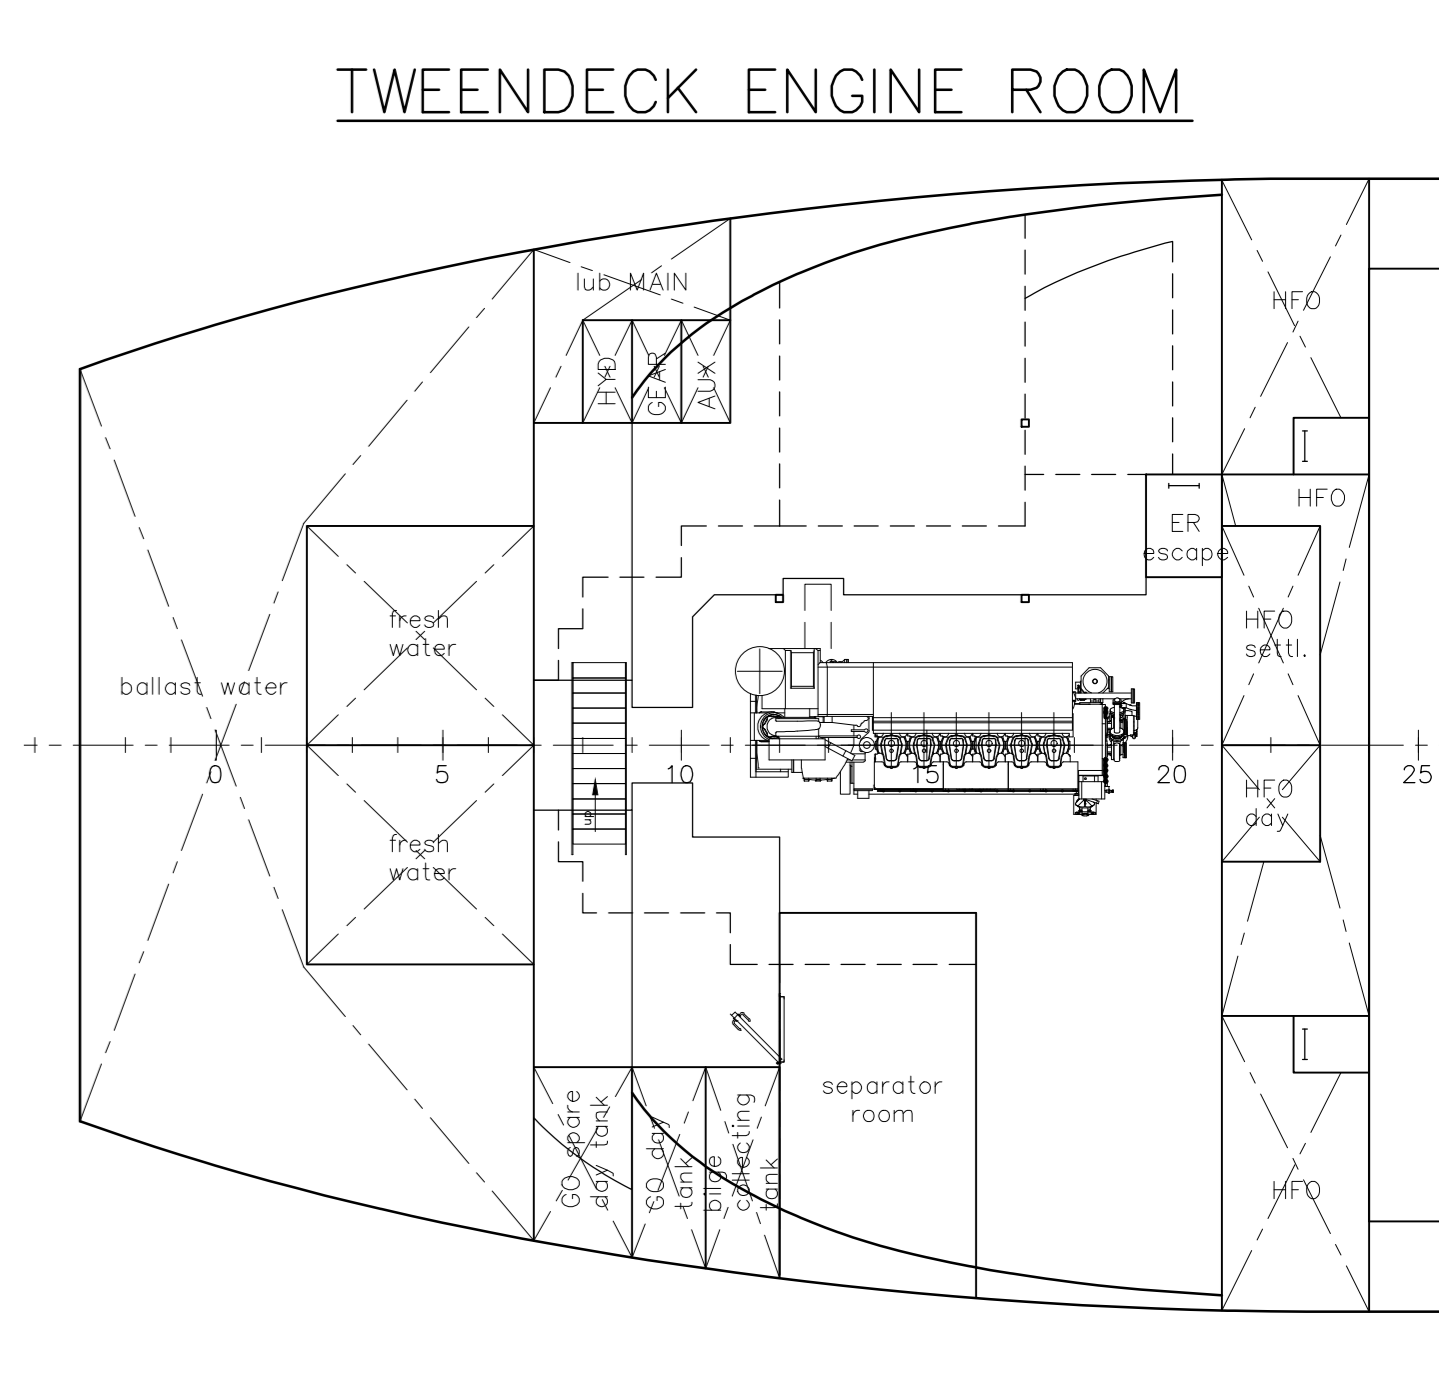 TWEENDECK ENGINE ROOM
lub MAIN
HFO
HYD
GEAR
AUX
HFO
ER
escape
fresh
water
HFO
settl.
ballast water
0
5
10
15
20
25
HFO
day
up
fresh
water
separator
room
GO spare
day tank
GO day
tank
bilge
collecting
tank
HFO